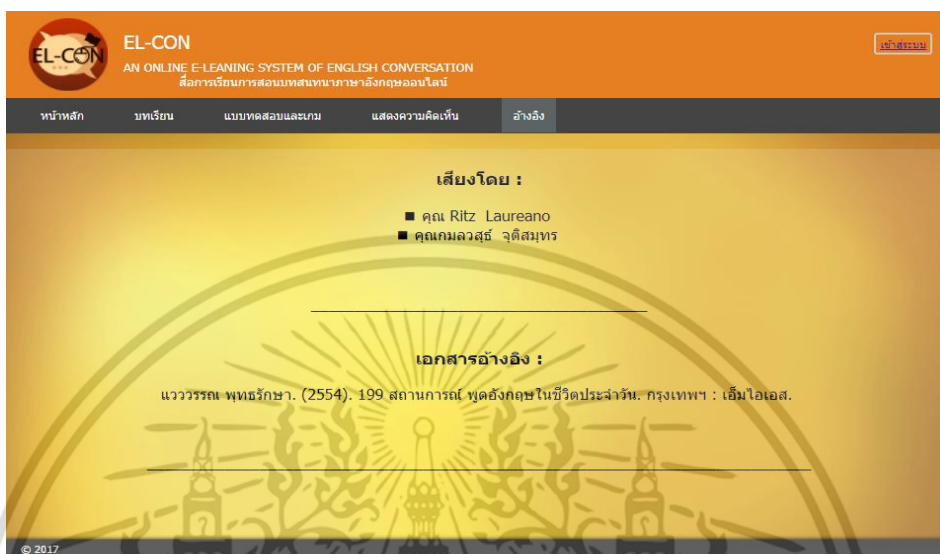 EL-CON
EL-CON
AN ONLINE E-LEANING SYSTEM OF ENGLISH CONVERSATION
สื่อการเรียนการสอนบทสนทนาภาษาอังกฤษออนไลน์
เข้าสู่ระบบ
หน้าหลัก บทเรียน แบบทดสอบและเกม แสดงความคิดเห็น อ้างอิง
เสียงโดย :
■ คุณ Ritz Laureano
■ คุณกมลวสุธ์ จุติสมุทร
เอกสารอ้างอิง :
แวววรรณ พุทธรักษา. (2554). 199 สถานการณ์ พูดอังกฤษในชีวิตประจำวัน. กรุงเทพฯ : เอ็มไอเอส.
© 2017